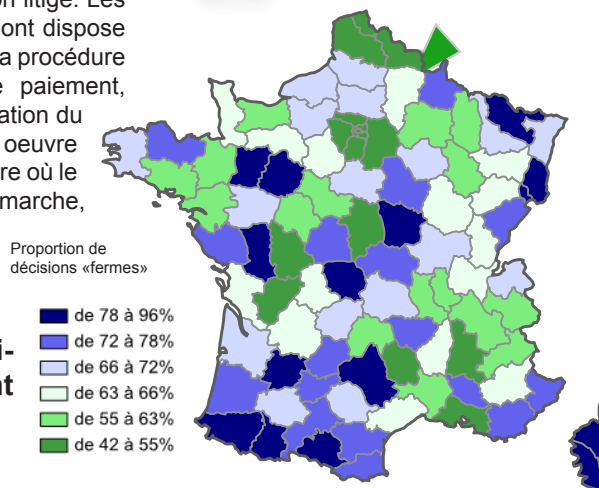 on litige. Les
ont dispose
a procédure
e paiement,
ation du
oeuvre
re où le
marche,
Proportion de
décisions «fermes»
de 78 à 96%
de 72 à 78%
de 66 à 72%
de 63 à 66%
de 55 à 63%
de 42 à 55%
i-
nt